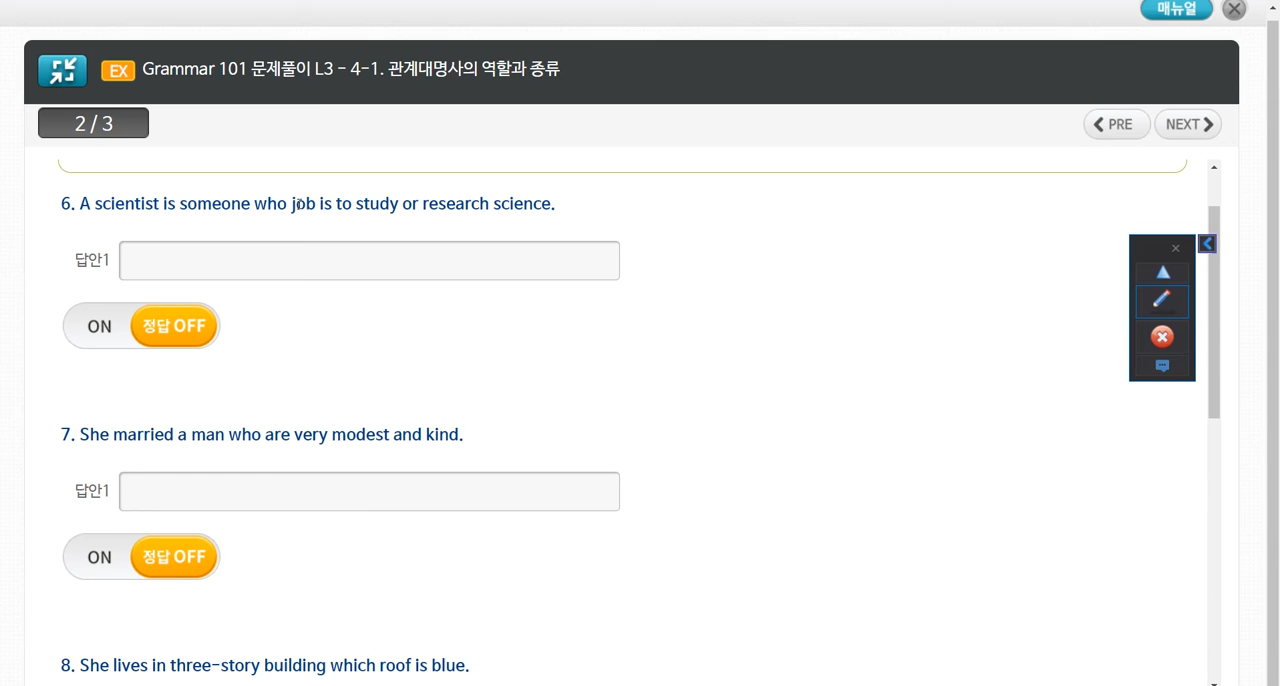 매뉴얼
EX Grammar 101 문제풀이 L3 - 4-1. 관계대명사의 역할과 종류
2 / 3
PRE
NEXT
6. A scientist is someone who job is to study or research science.
답안1
ON 정답 OFF
7. She married a man who are very modest and kind.
답안1
ON 정답 OFF
8. She lives in three-story building which roof is blue.